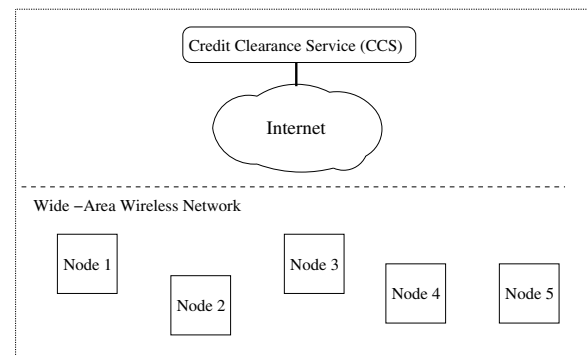 Credit Clearance Service (CCS)
Internet
Wide −Area Wireless Network
Node 1
Node 2
Node 3
Node 4
Node 5